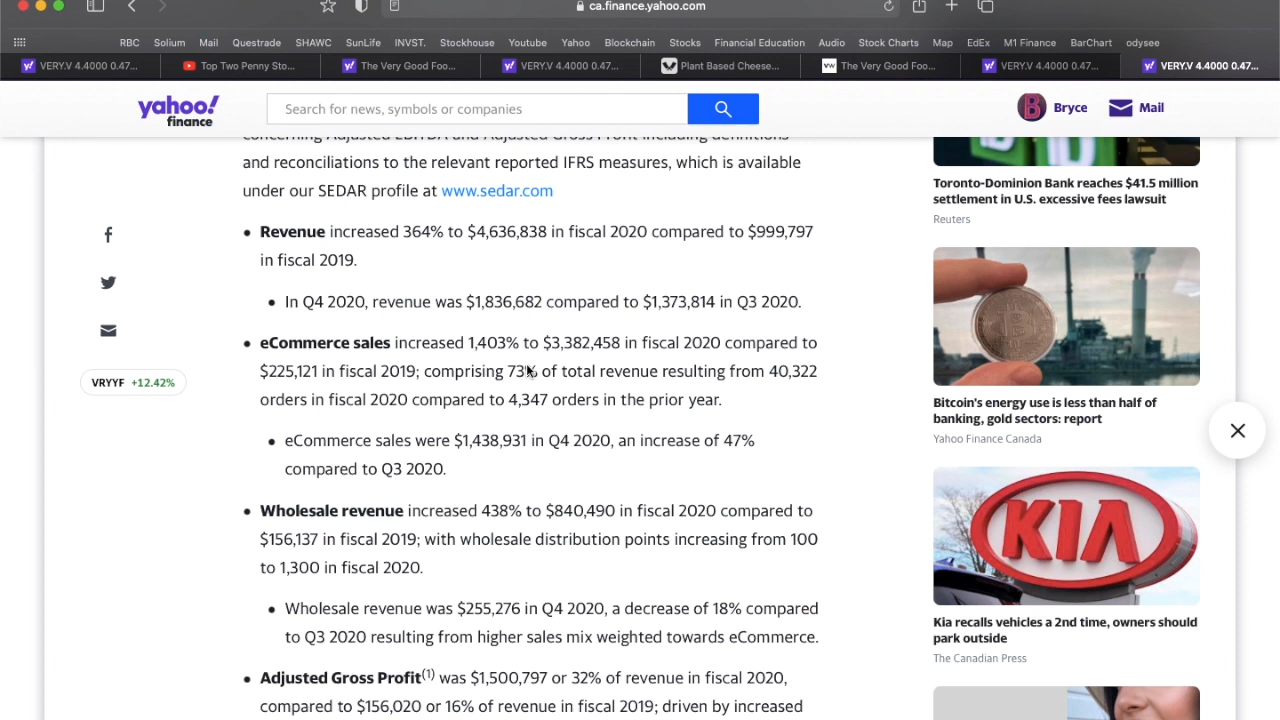 ca.finance.yahoo.com
RBC Solium Mail Questrade SHAWC SunLife INVST. Stockhouse Youtube Yahoo Blockchain Stocks Financial Education Audio Stock Charts Map EdEx M1 Finance BarChart odysee
VERY.V 4.4000 0.47... Top Two Penny Sto... The Very Good Foo... VERY.V 4.4000 0.47... Plant Based Cheese... The Very Good Foo... VERY.V 4.4000 0.47... VERY.V 4.4000 0.47...
yahoo!
finance
Search for news, symbols or companies
Bryce Mail
concerning Adjusted EBITDA and Adjusted Gross Profit including definitions
and reconciliations to the relevant reported IFRS measures, which is available
under our SEDAR profile at www.sedar.com
• Revenue increased 364% to $4,636,838 in fiscal 2020 compared to $999,797
in fiscal 2019.
• In Q4 2020, revenue was $1,836,682 compared to $1,373,814 in Q3 2020.
• eCommerce sales increased 1,403% to $3,382,458 in fiscal 2020 compared to
$225,121 in fiscal 2019; comprising 73% of total revenue resulting from 40,322
orders in fiscal 2020 compared to 4,347 orders in the prior year.
• eCommerce sales were $1,438,931 in Q4 2020, an increase of 47%
compared to Q3 2020.
• Wholesale revenue increased 438% to $840,490 in fiscal 2020 compared to
$156,137 in fiscal 2019; with wholesale distribution points increasing from 100
to 1,300 in fiscal 2020.
• Wholesale revenue was $255,276 in Q4 2020, a decrease of 18% compared
to Q3 2020 resulting from higher sales mix weighted towards eCommerce.
• Adjusted Gross Profit(1) was $1,500,797 or 32% of revenue in fiscal 2020,
compared to $156,020 or 16% of revenue in fiscal 2019; driven by increased
VRYYF +12.42%
Toronto-Dominion Bank reaches $41.5 million
settlement in U.S. excessive fees lawsuit
Reuters
Bitcoin's energy use is less than half of
banking, gold sectors: report
Yahoo Finance Canada
KIA
Kia recalls vehicles a 2nd time, owners should
park outside
The Canadian Press